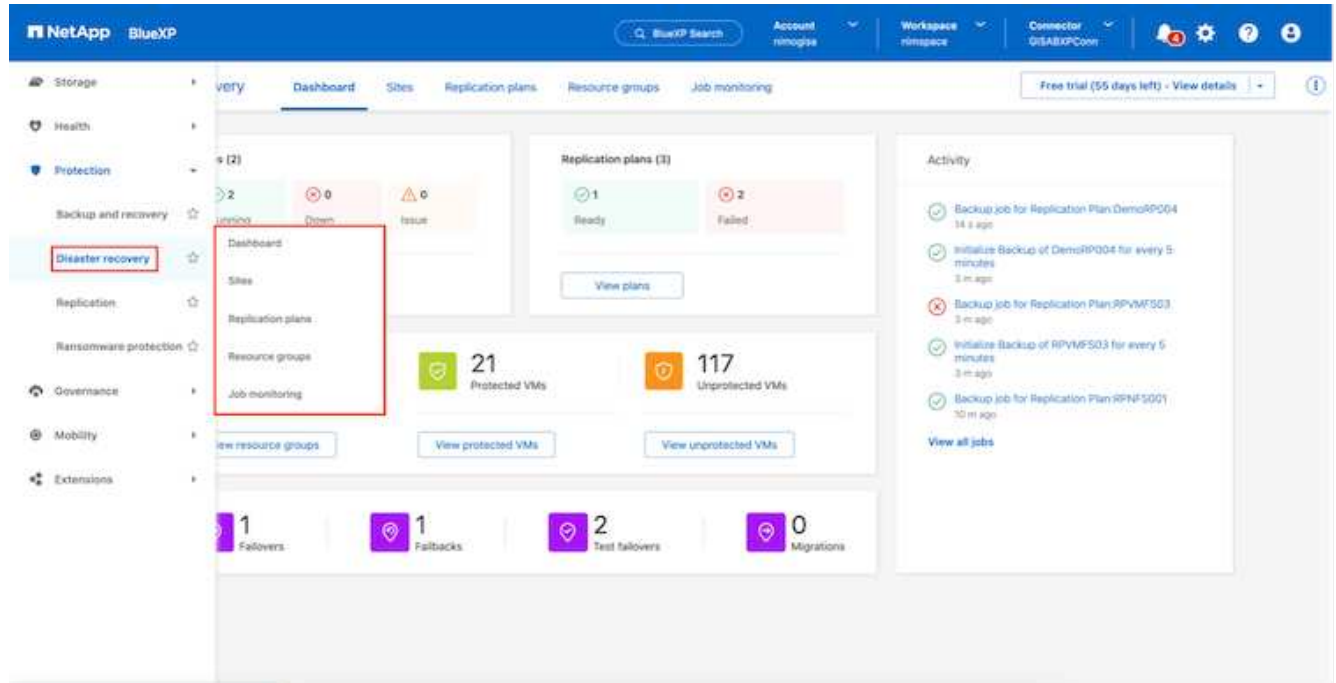 NetApp BlueXP
BlueXP Search
Account
nimogisa
Workspace
nimspace
Connector
GISABXPConn
4
Storage
Health
Protection
Backup and recovery
Disaster recovery
Replication
Ransomware protection
Governance
Mobility
Extensions
Dashboard
Sites
Replication plans
Resource groups
Job monitoring
very
Dashboard
Sites
Replication plans
Resource groups
Job monitoring
Free trial (55 days left) - View details
s (2)
2
unning
0
Down
0
Issue
Replication plans (3)
1
Ready
2
Failed
View plans
21
Protected VMs
117
Unprotected VMs
ew resource groups
View protected VMs
View unprotected VMs
1
Failovers
1
Failbacks
2
Test failovers
0
Migrations
Activity
Backup job for Replication Plan:DemoRP004
14 s ago
Initialize Backup of DemoRP004 for every 5
minutes
3 m ago
Backup job for Replication Plan:RPVMFS03
3 m ago
Initialize Backup of RPVMFS03 for every 5
minutes
3 m ago
Backup job for Replication Plan:RPNFS001
10 m ago
View all jobs